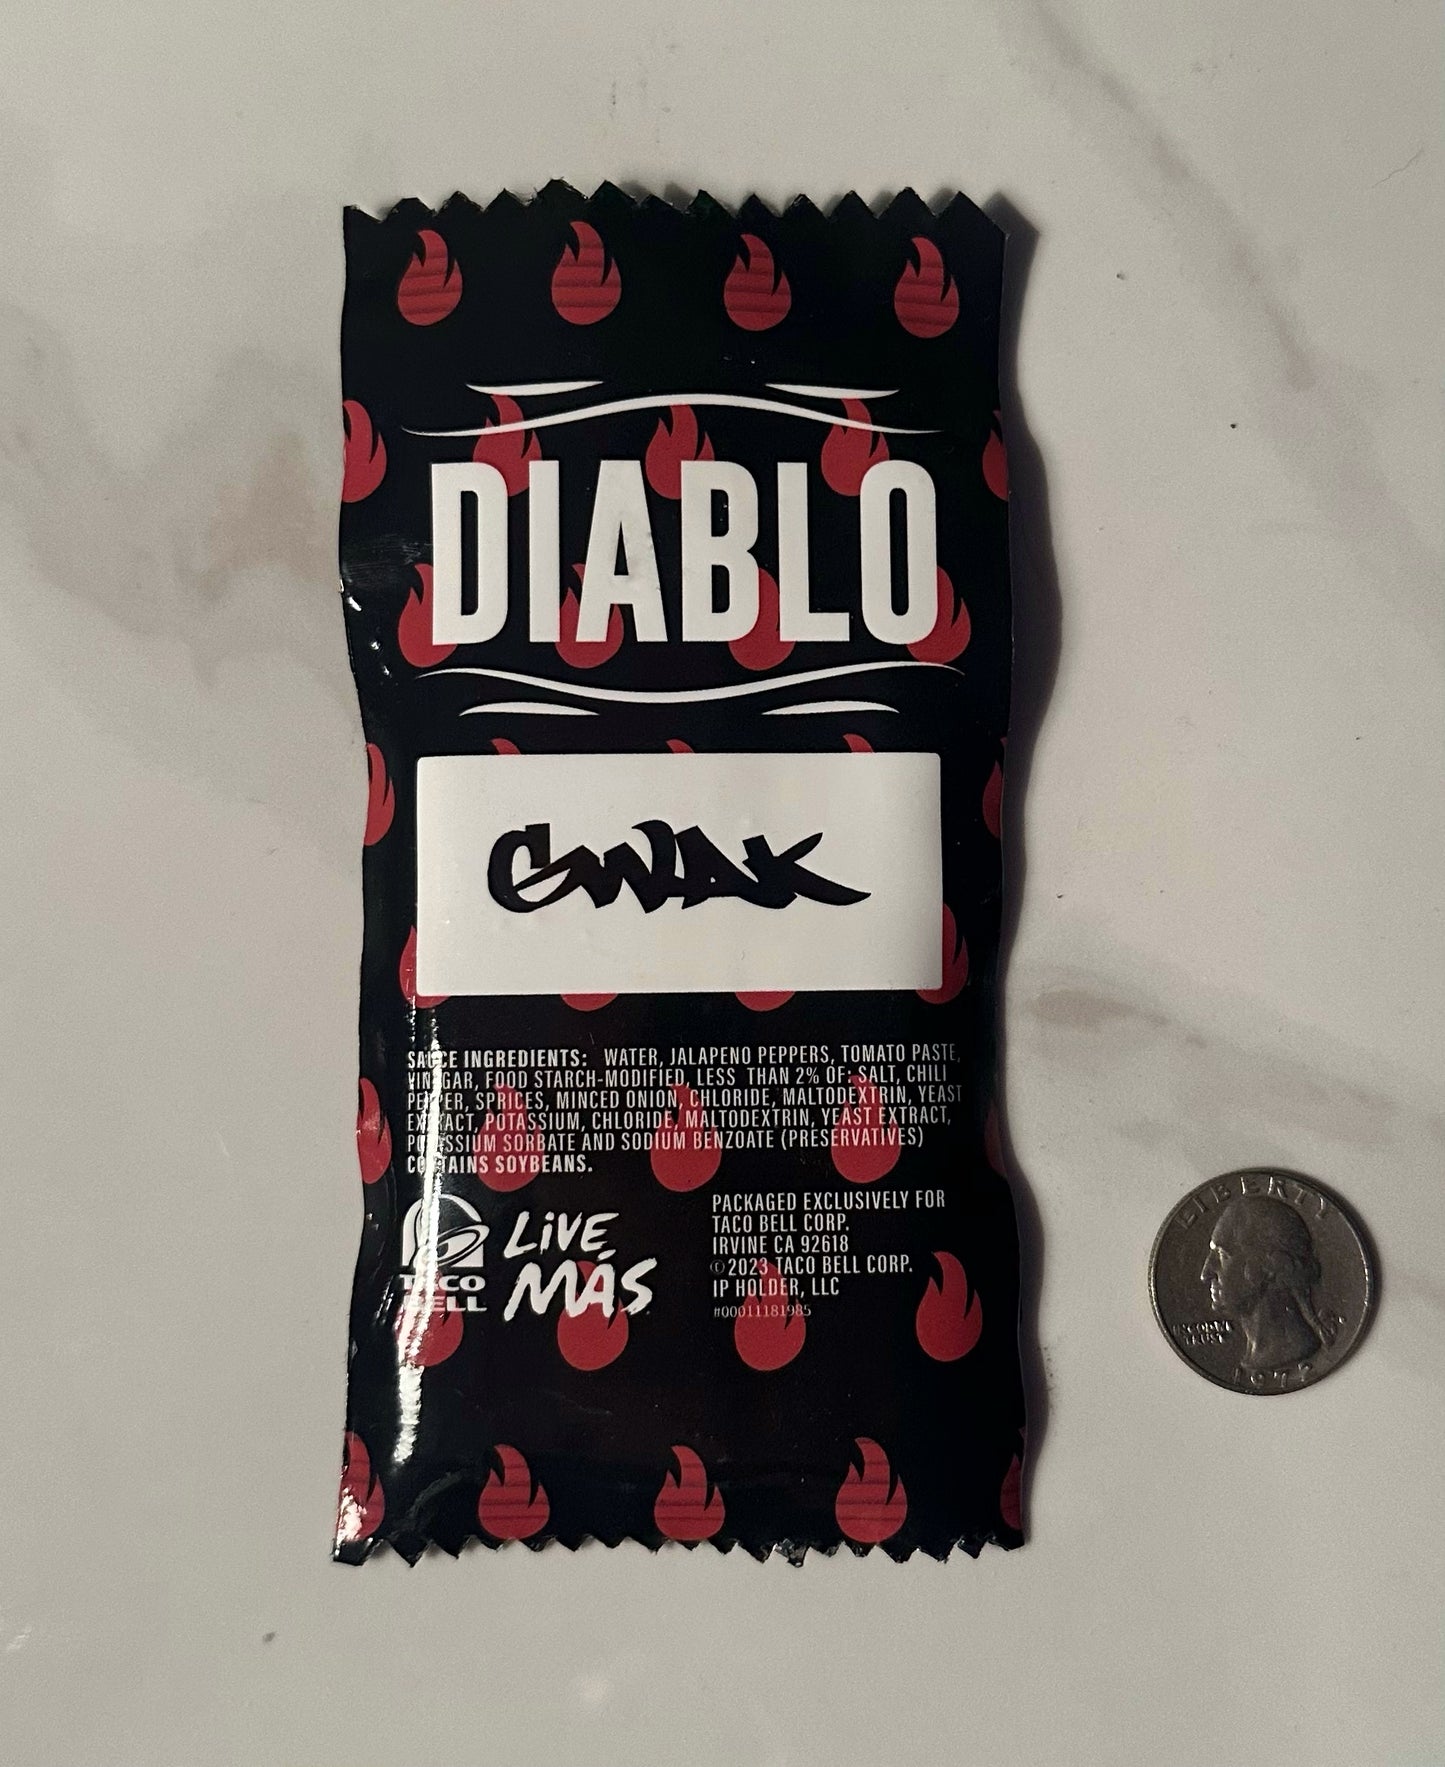 DIABLO
GWAK
SAUCE INGREDIENTS: WATER, JALAPENO PEPPERS, TOMATO PASTE,
VINEGAR, FOOD STARCH-MODIFIED, LESS THAN 2% OF: SALT, CHILI
PEPPER, SPRICES, MINCED ONION, CHLORIDE, MALTODEXTRIN, YEAST
EXTRACT, POTASSIUM, CHLORIDE, MALTODEXTRIN, YEAST EXTRACT,
POTASSIUM SORBATE AND SODIUM BENZOATE (PRESERVATIVES)
CONTAINS SOYBEANS.
TACO
BELL
LiVE
MÁS
PACKAGED EXCLUSIVELY FOR
TACO BELL CORP.
IRVINE CA 92618
©2023 TACO BELL CORP.
IP HOLDER, LLC
#00011181985
LIBERTY
IN GOD WE
TRUST